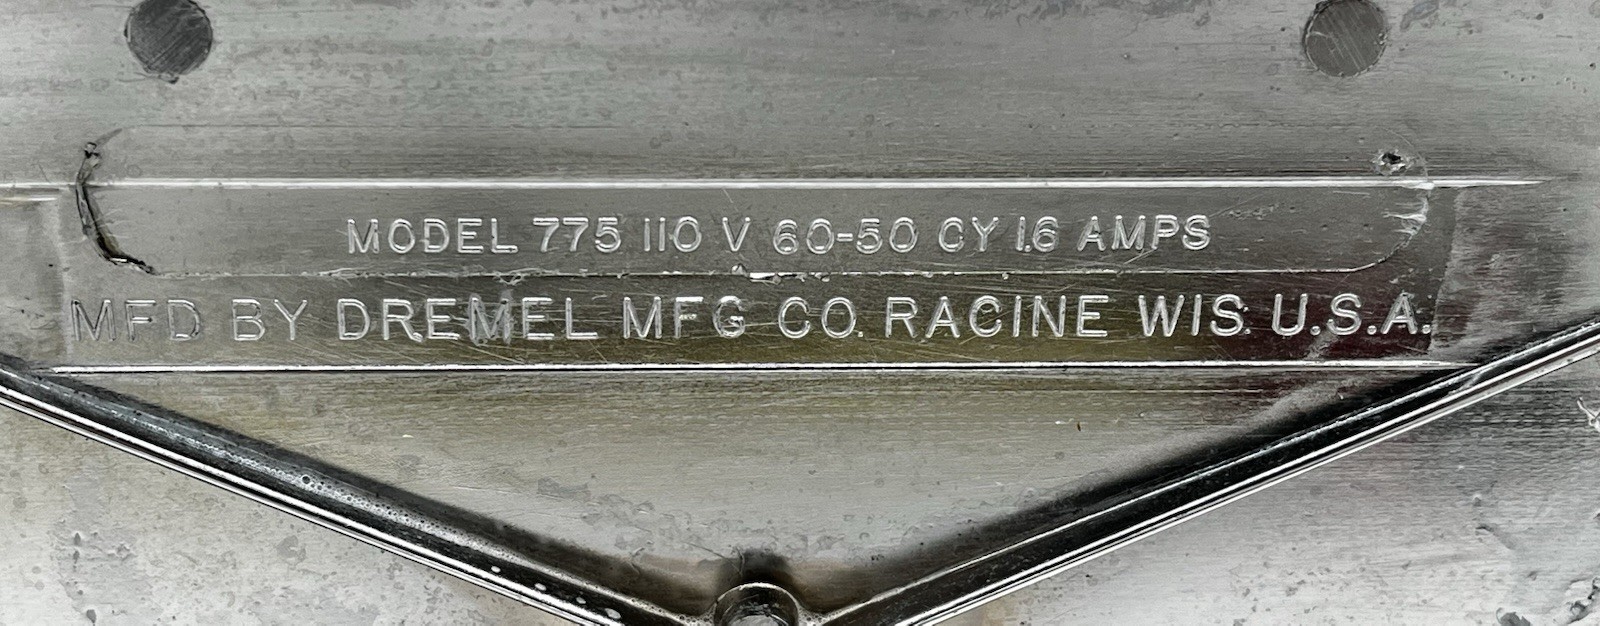 MODEL 775 110 V 60-50 CY 1.6 AMPS
MFD BY DREMEL MFG CO. RACINE WIS. U.S.A.